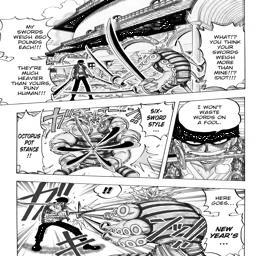 WHAT!?
YOU THINK
YOUR
SWORDS
WEIGH
MORE
THAN
MINE!!?
IDIOT!!!
MY
SWORDS
WEIGH 660
POUNDS
EACH!!!
THEY'RE
MUCH
HEAVIER
THAN YOURS,
PUNY
HUMAN!!!
I WON'T
WASTE
WORDS ON
A FOOL.
SIX-
SWORD
STYLE
OCTOPUS
POT
STANCE
!!
HERE
GOES...
NEW
YEAR'S...
!!